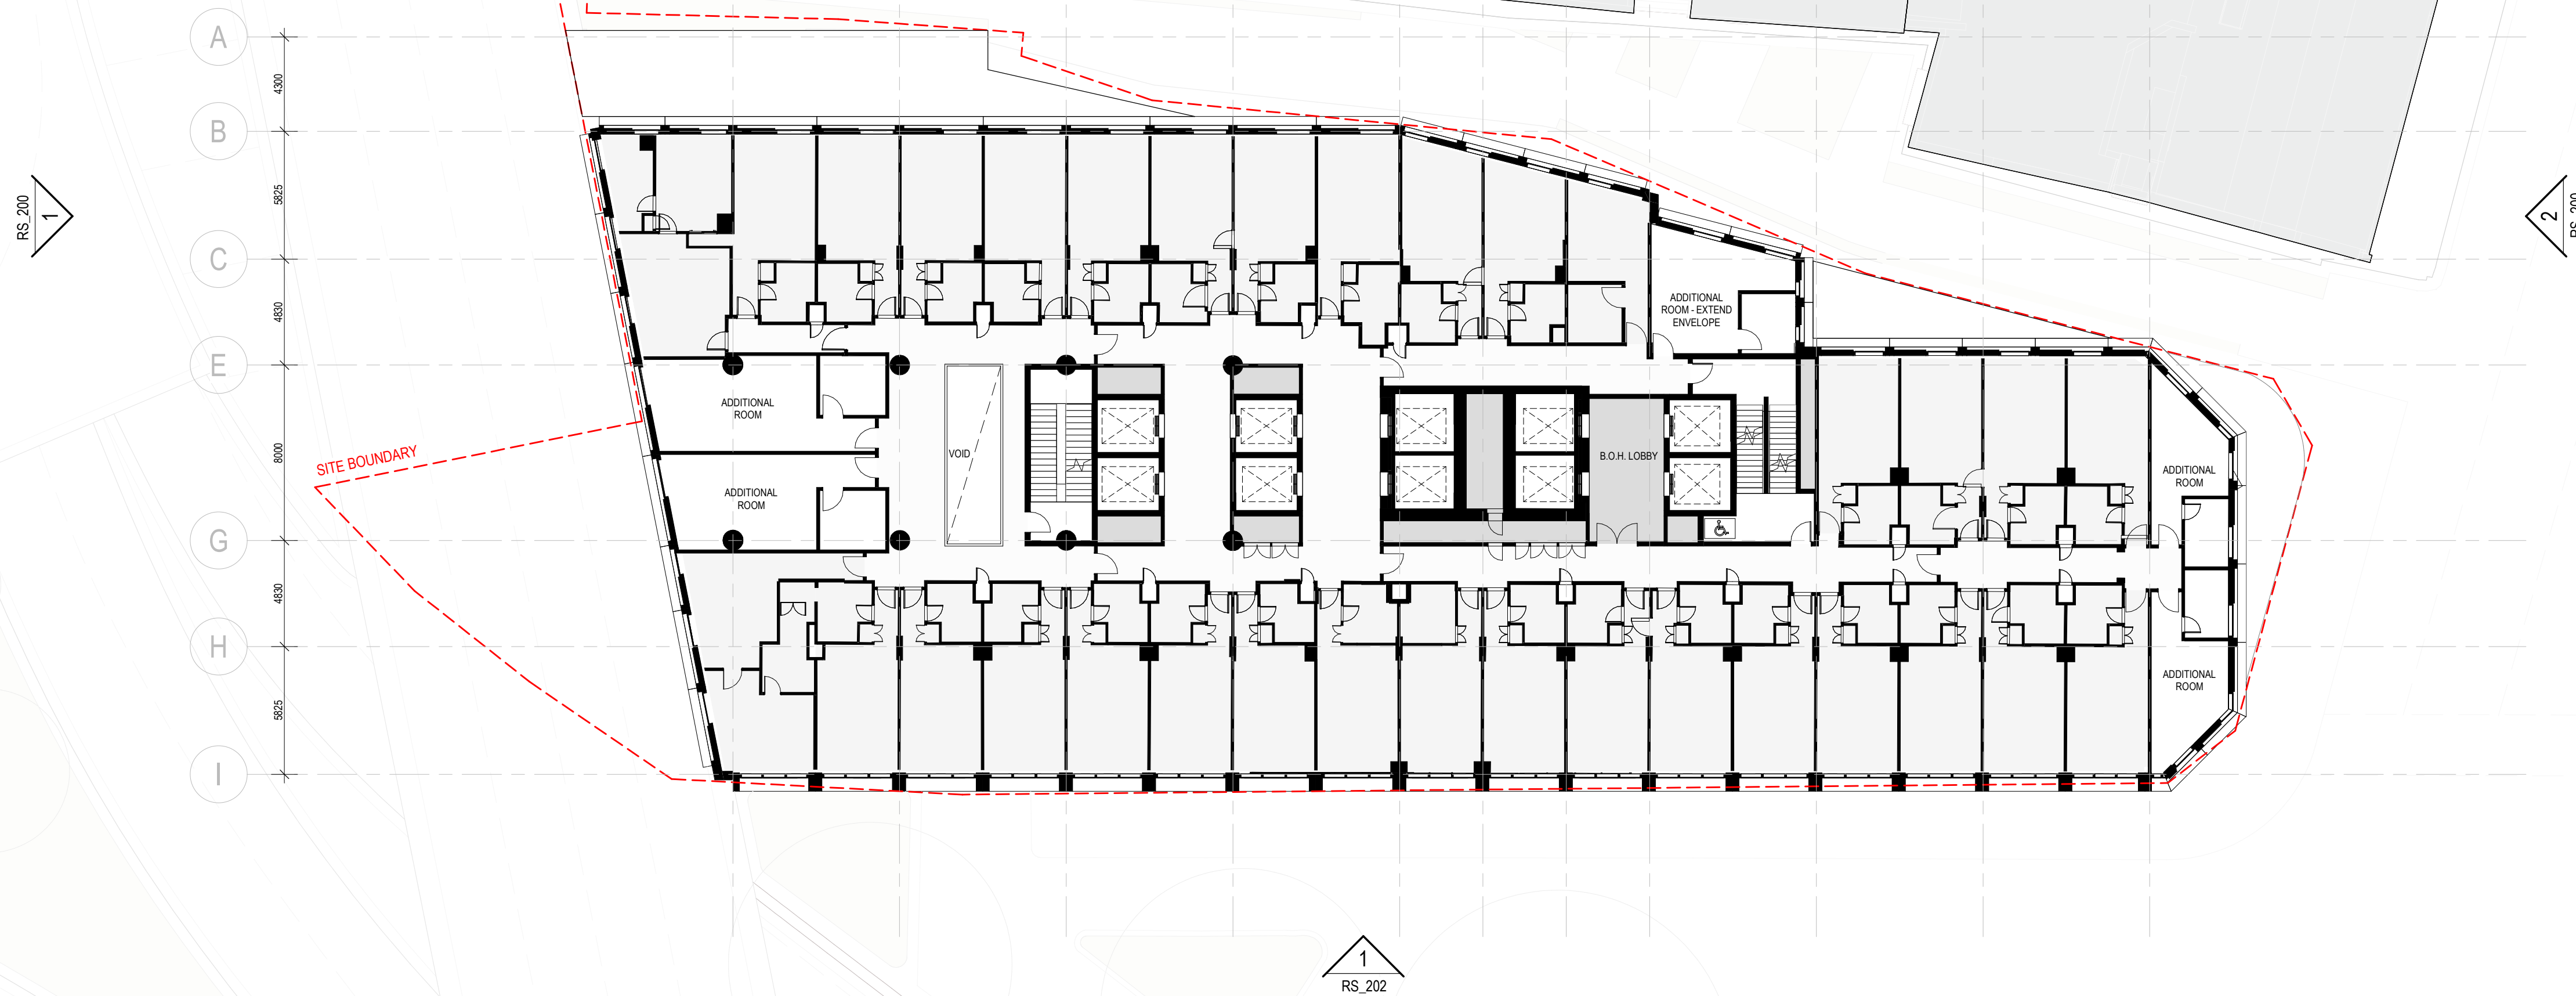 A
4300
B
5825
RS_200
1
2
C
4830
ADDITIONAL
ROOM - EXTEND
ENVELOPE
E
ADDITIONAL
ROOM
8000
SITE BOUNDARY
VOID
B.O.H. LOBBY
ADDITIONAL
ROOM
ADDITIONAL
ROOM
G
4830
H
5825
ADDITIONAL
ROOM
I
1
RS_202